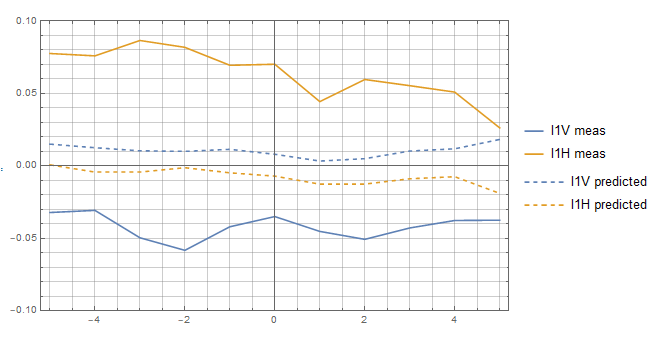 0.10
0.05
0.00
-0.05
-0.10
-4
-2
0
2
4
I1V meas
I1H meas
I1V predicted
I1H predicted